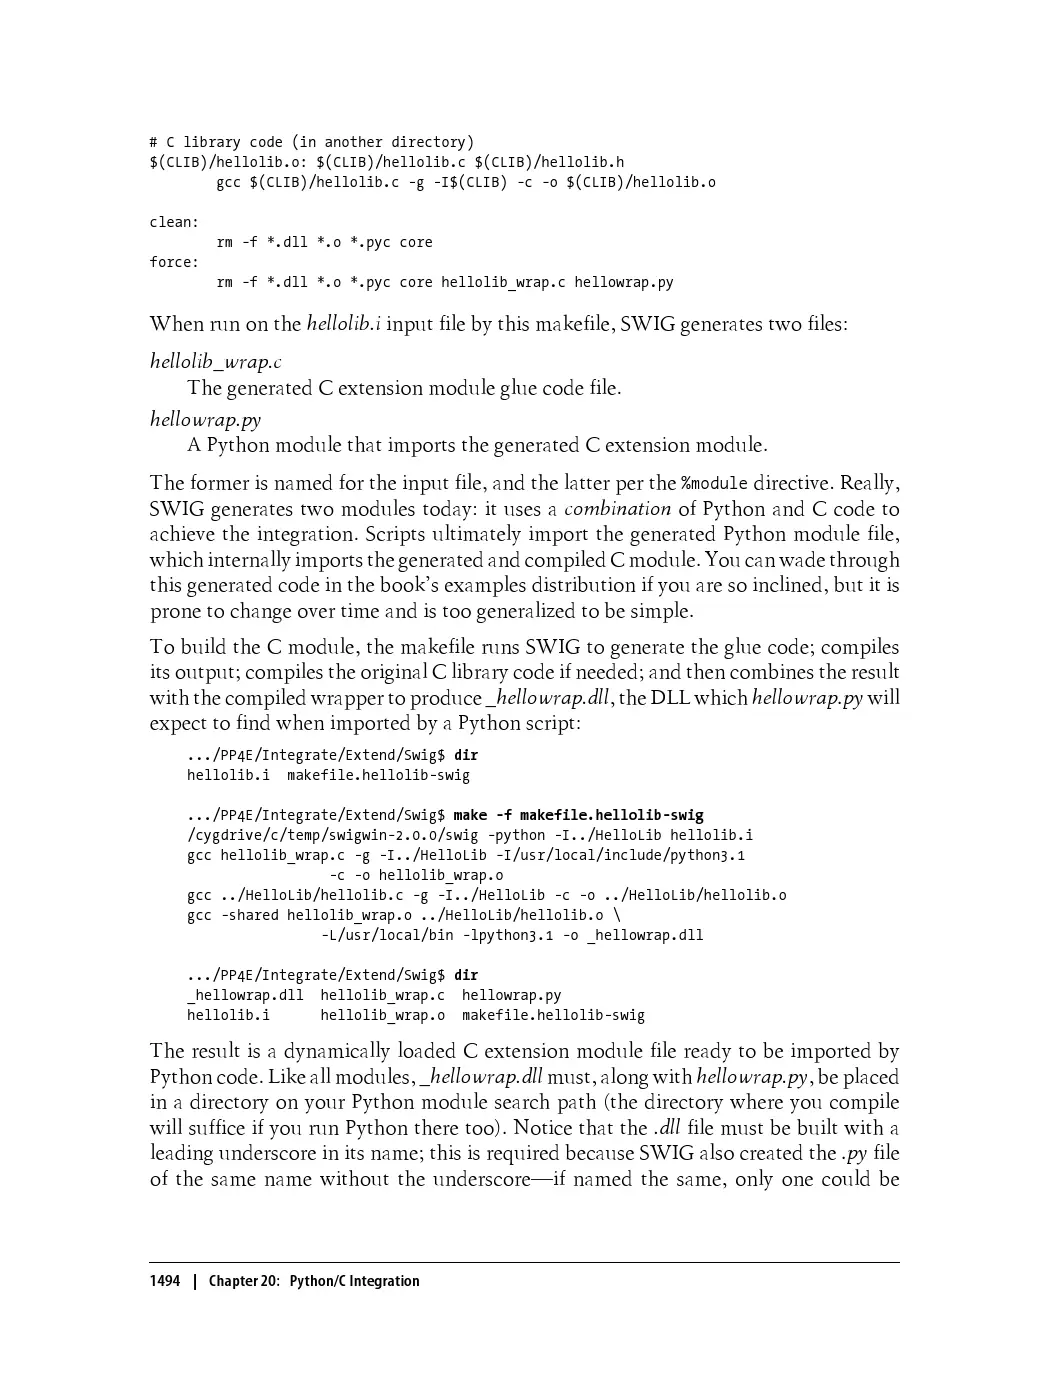 # C library code (in another directory)
$(CLIB)/hellolib.o: $(CLIB)/hellolib.c $(CLIB)/hellolib.h
        gcc $(CLIB)/hellolib.c -g -I$(CLIB) -c -o $(CLIB)/hellolib.o

clean:
        rm -f *.dll *.o *.pyc core
force:
        rm -f *.dll *.o *.pyc core hellolib_wrap.c hellowrap.py
When run on the hellolib.i input file by this makefile, SWIG generates two files:
hellolib_wrap.c
The generated C extension module glue code file.
hellowrap.py
A Python module that imports the generated C extension module.
The former is named for the input file, and the latter per the %module directive. Really,
SWIG generates two modules today: it uses a combination of Python and C code to
achieve the integration. Scripts ultimately import the generated Python module file,
which internally imports the generated and compiled C module. You can wade through
this generated code in the book's examples distribution if you are so inclined, but it is
prone to change over time and is too generalized to be simple.
To build the C module, the makefile runs SWIG to generate the glue code; compiles
its output; compiles the original C library code if needed; and then combines the result
with the compiled wrapper to produce _hellowrap.dll, the DLL which hellowrap.py will
expect to find when imported by a Python script:
.../PP4E/Integrate/Extend/Swig$ dir
hellolib.i  makefile.hellolib-swig

.../PP4E/Integrate/Extend/Swig$ make -f makefile.hellolib-swig
/cygdrive/c/temp/swigwin-2.0.0/swig -python -I../HelloLib hellolib.i
gcc hellolib_wrap.c -g -I../HelloLib -I/usr/local/include/python3.1
                 -c -o hellolib_wrap.o
gcc ../HelloLib/hellolib.c -g -I../HelloLib -c -o ../HelloLib/hellolib.o
gcc -shared hellolib_wrap.o ../HelloLib/hellolib.o \
                -L/usr/local/bin -lpython3.1 -o _hellowrap.dll

.../PP4E/Integrate/Extend/Swig$ dir
_hellowrap.dll  hellolib_wrap.c  hellowrap.py
hellolib.i      hellolib_wrap.o  makefile.hellolib-swig
The result is a dynamically loaded C extension module file ready to be imported by
Python code. Like all modules, _hellowrap.dll must, along with hellowrap.py, be placed
in a directory on your Python module search path (the directory where you compile
will suffice if you run Python there too). Notice that the .dll file must be built with a
leading underscore in its name; this is required because SWIG also created the .py file
of the same name without the underscore—if named the same, only one could be
1494 | Chapter 20: Python/C Integration